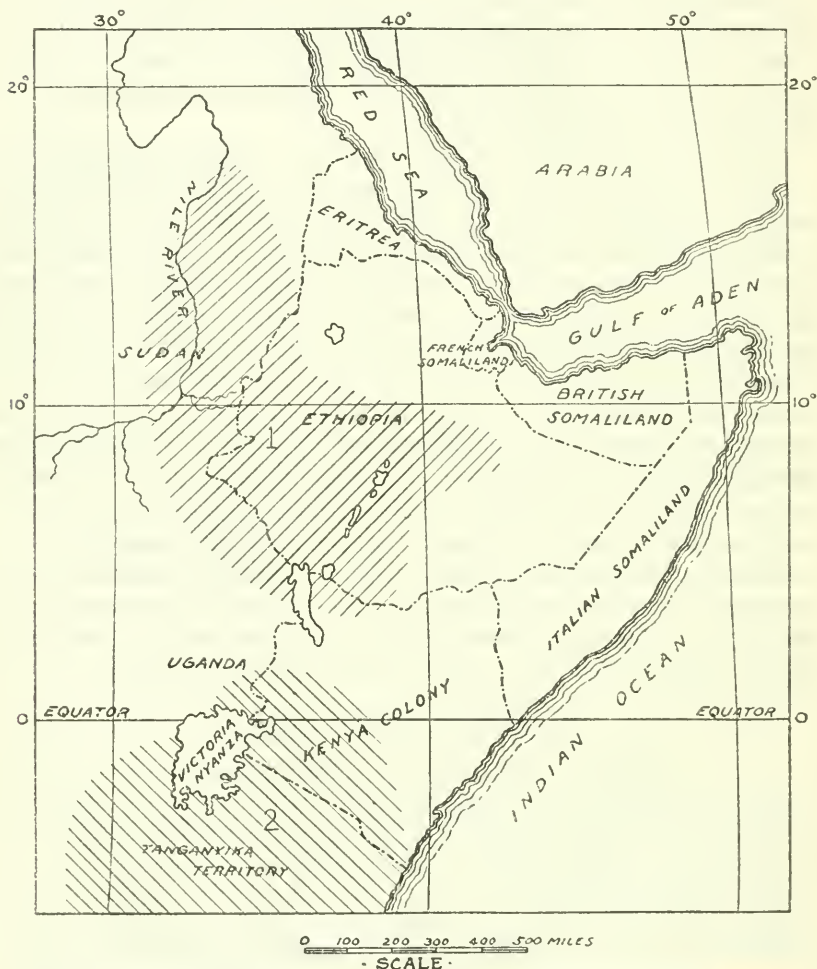 30° 40° 50°
20° 20°
RED SEA
ARABIA
NILE RIVER
ERITREA
GULF OF ADEN
SUDAN
FRENCH
SOMALILAND
BRITISH
SOMALILAND
10° 10°
ETHIOPIA
1
ITALIAN SOMALILAND
UGANDA
KENYA COLONY
INDIAN OCEAN
EQUATOR
0
EQUATOR
0
VICTORIA
NYANZA
2
TANGANYIKA
TERRITORY
0 100 200 300 400 500 MILES
· SCALE ·